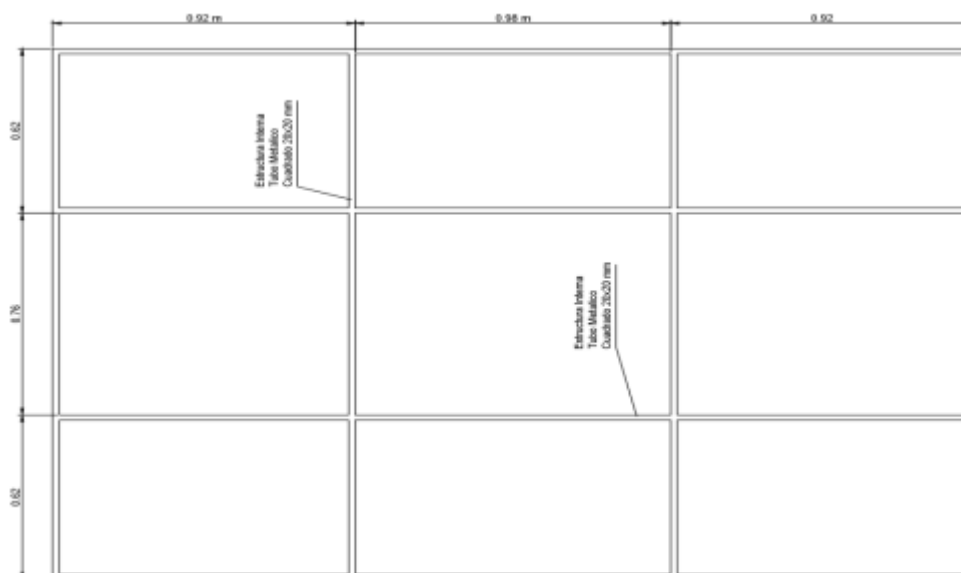 0.92 m
0.98 m
0.92
0.62
Estructura Interna
Tubo Metalico
Cuadrado 20x20 mm
0.76
Estructura Interna
Tubo Metalico
Cuadrado 20x20 mm
0.62